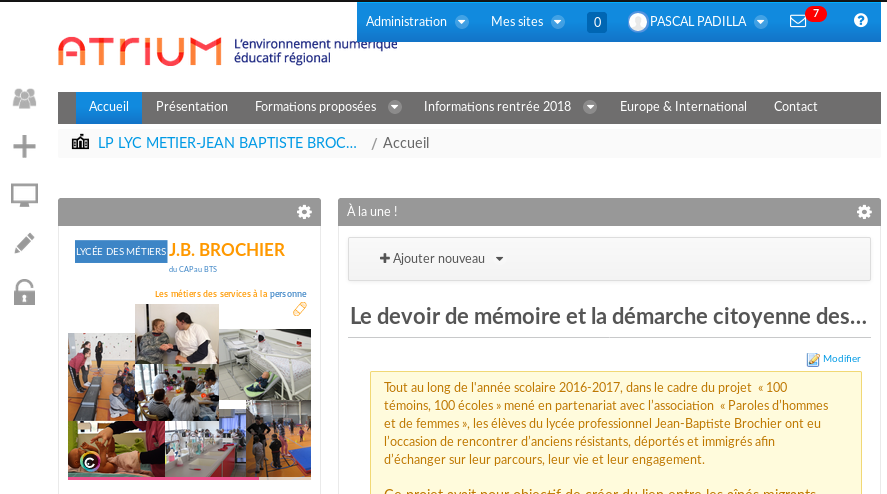 Administration Mes sites 0 PASCAL PADILLA 7
ATRIUM L'environnement numérique
éducatif régional
Accueil Présentation Formations proposées Informations rentrée 2018 Europe & International Contact
LP LYC METIER-JEAN BAPTISTE BROC... / Accueil
À la une !
LYCÉE DES MÉTIERS J.B. BROCHIER
du CAP au BTS
Les métiers des services à la personne
Ajouter nouveau
Le devoir de mémoire et la démarche citoyenne des...
Modifier
Tout au long de l'année scolaire 2016-2017, dans le cadre du projet « 100
témoins, 100 écoles » mené en partenariat avec l'association « Paroles d'hommes
et de femmes », les élèves du lycée professionnel Jean-Baptiste Brochier ont eu
l'occasion de rencontrer d'anciens résistants, déportés et immigrés afin
d'échanger sur leur parcours, leur vie et leur engagement.
Ce projet avait pour objectif de créer du lien entre les aînés migrants